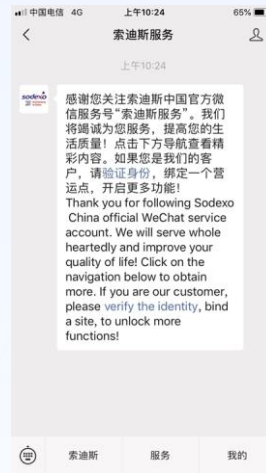 中国电信 4G 上午10:24 65%
索迪斯服务
上午10:24
sodexo
感谢您关注索迪斯中国官方微
信服务号“索迪斯服务”。我们
将竭诚为您服务，提高您的生
活质量！点击下方导航查看精
彩内容。如果您是我们的客
户，请验证身份，绑定一个营
运点，开启更多功能！
Thank you for following Sodexo
China official WeChat service
account. We will serve whole
heartedly and improve your
quality of life! Click on the
navigation below to obtain
more. If you are our customer,
please verify the identity, bind
a site, to unlock more
functions!
索迪斯 服务 我的